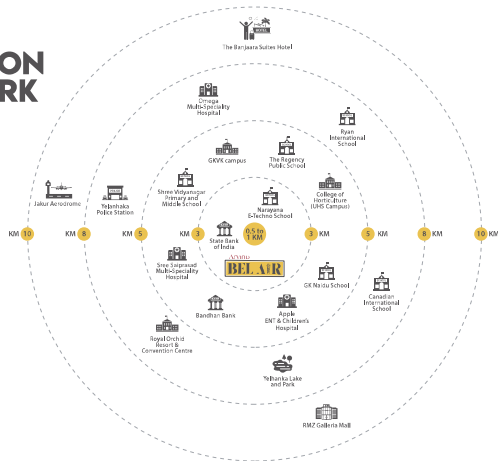 ON
RK
HOTEL
The Banjaara Suites Hotel
Omega
Multi-Speciality
Hospital
Ryan
International
School
GKVK campus
The Regency
Public School
Jakur Aerodrome
Yelahaka
Police Station
Shree Vidyanagar
Primary and
Middle School
College of
Horticulture
(UHS Campus)
Narayana
E-Techno School
State Bank
of India
KM 10
KM 8
KM 5
KM 3
0.5 to
1 KM
3 KM
5 KM
8 KM
10 KM
BEL AIR
Sree Saiprasad
Multi-Speciality
Hospital
GK Naidu School
Canadian
International
School
Bandhan Bank
Apple
ENT & Children's
Hospital
Royal Orchid
Resort &
Convention Centre
Yelhanka Lake
and Park
RMZ Galleria Mall